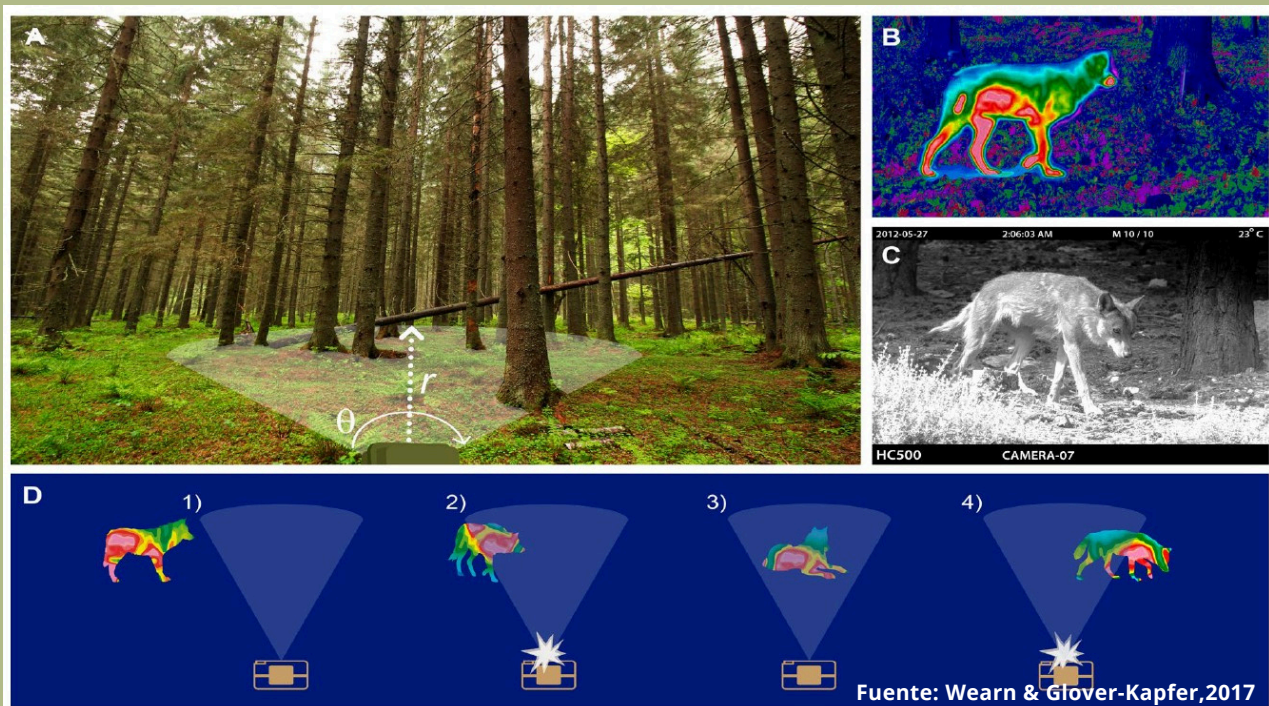 A
B
2012-05-27 2:06:03 AM M 10 / 10 23°C
C
r
θ
HC500 CAMERA-07
D
1)
2)
3)
4)
Fuente: Wearn & Glover-Kapfer,2017